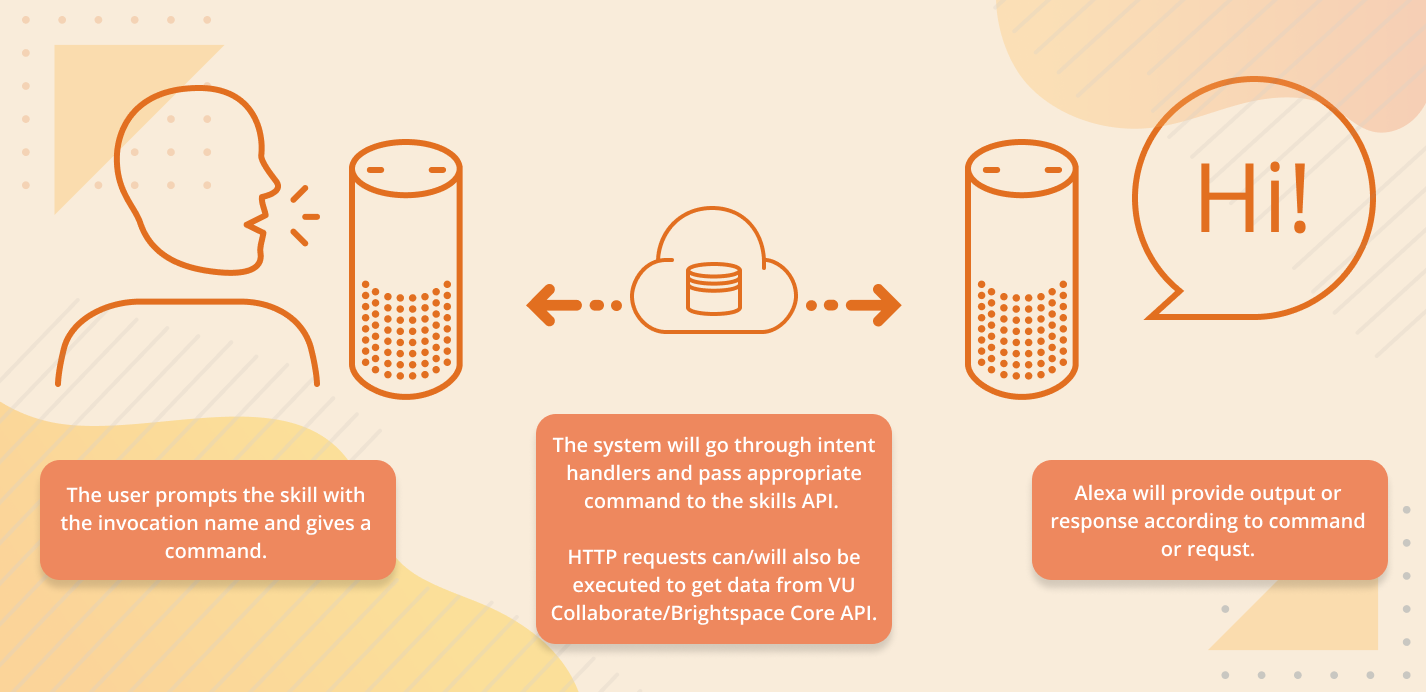 Hi!
The user prompts the skill with
the invocation name and gives a
command.
The system will go through intent
handlers and pass appropriate
command to the skills API.
HTTP requests can/will also be
executed to get data from VU
Collaborate/Brightspace Core API.
Alexa will provide output or
response according to command
or requst.